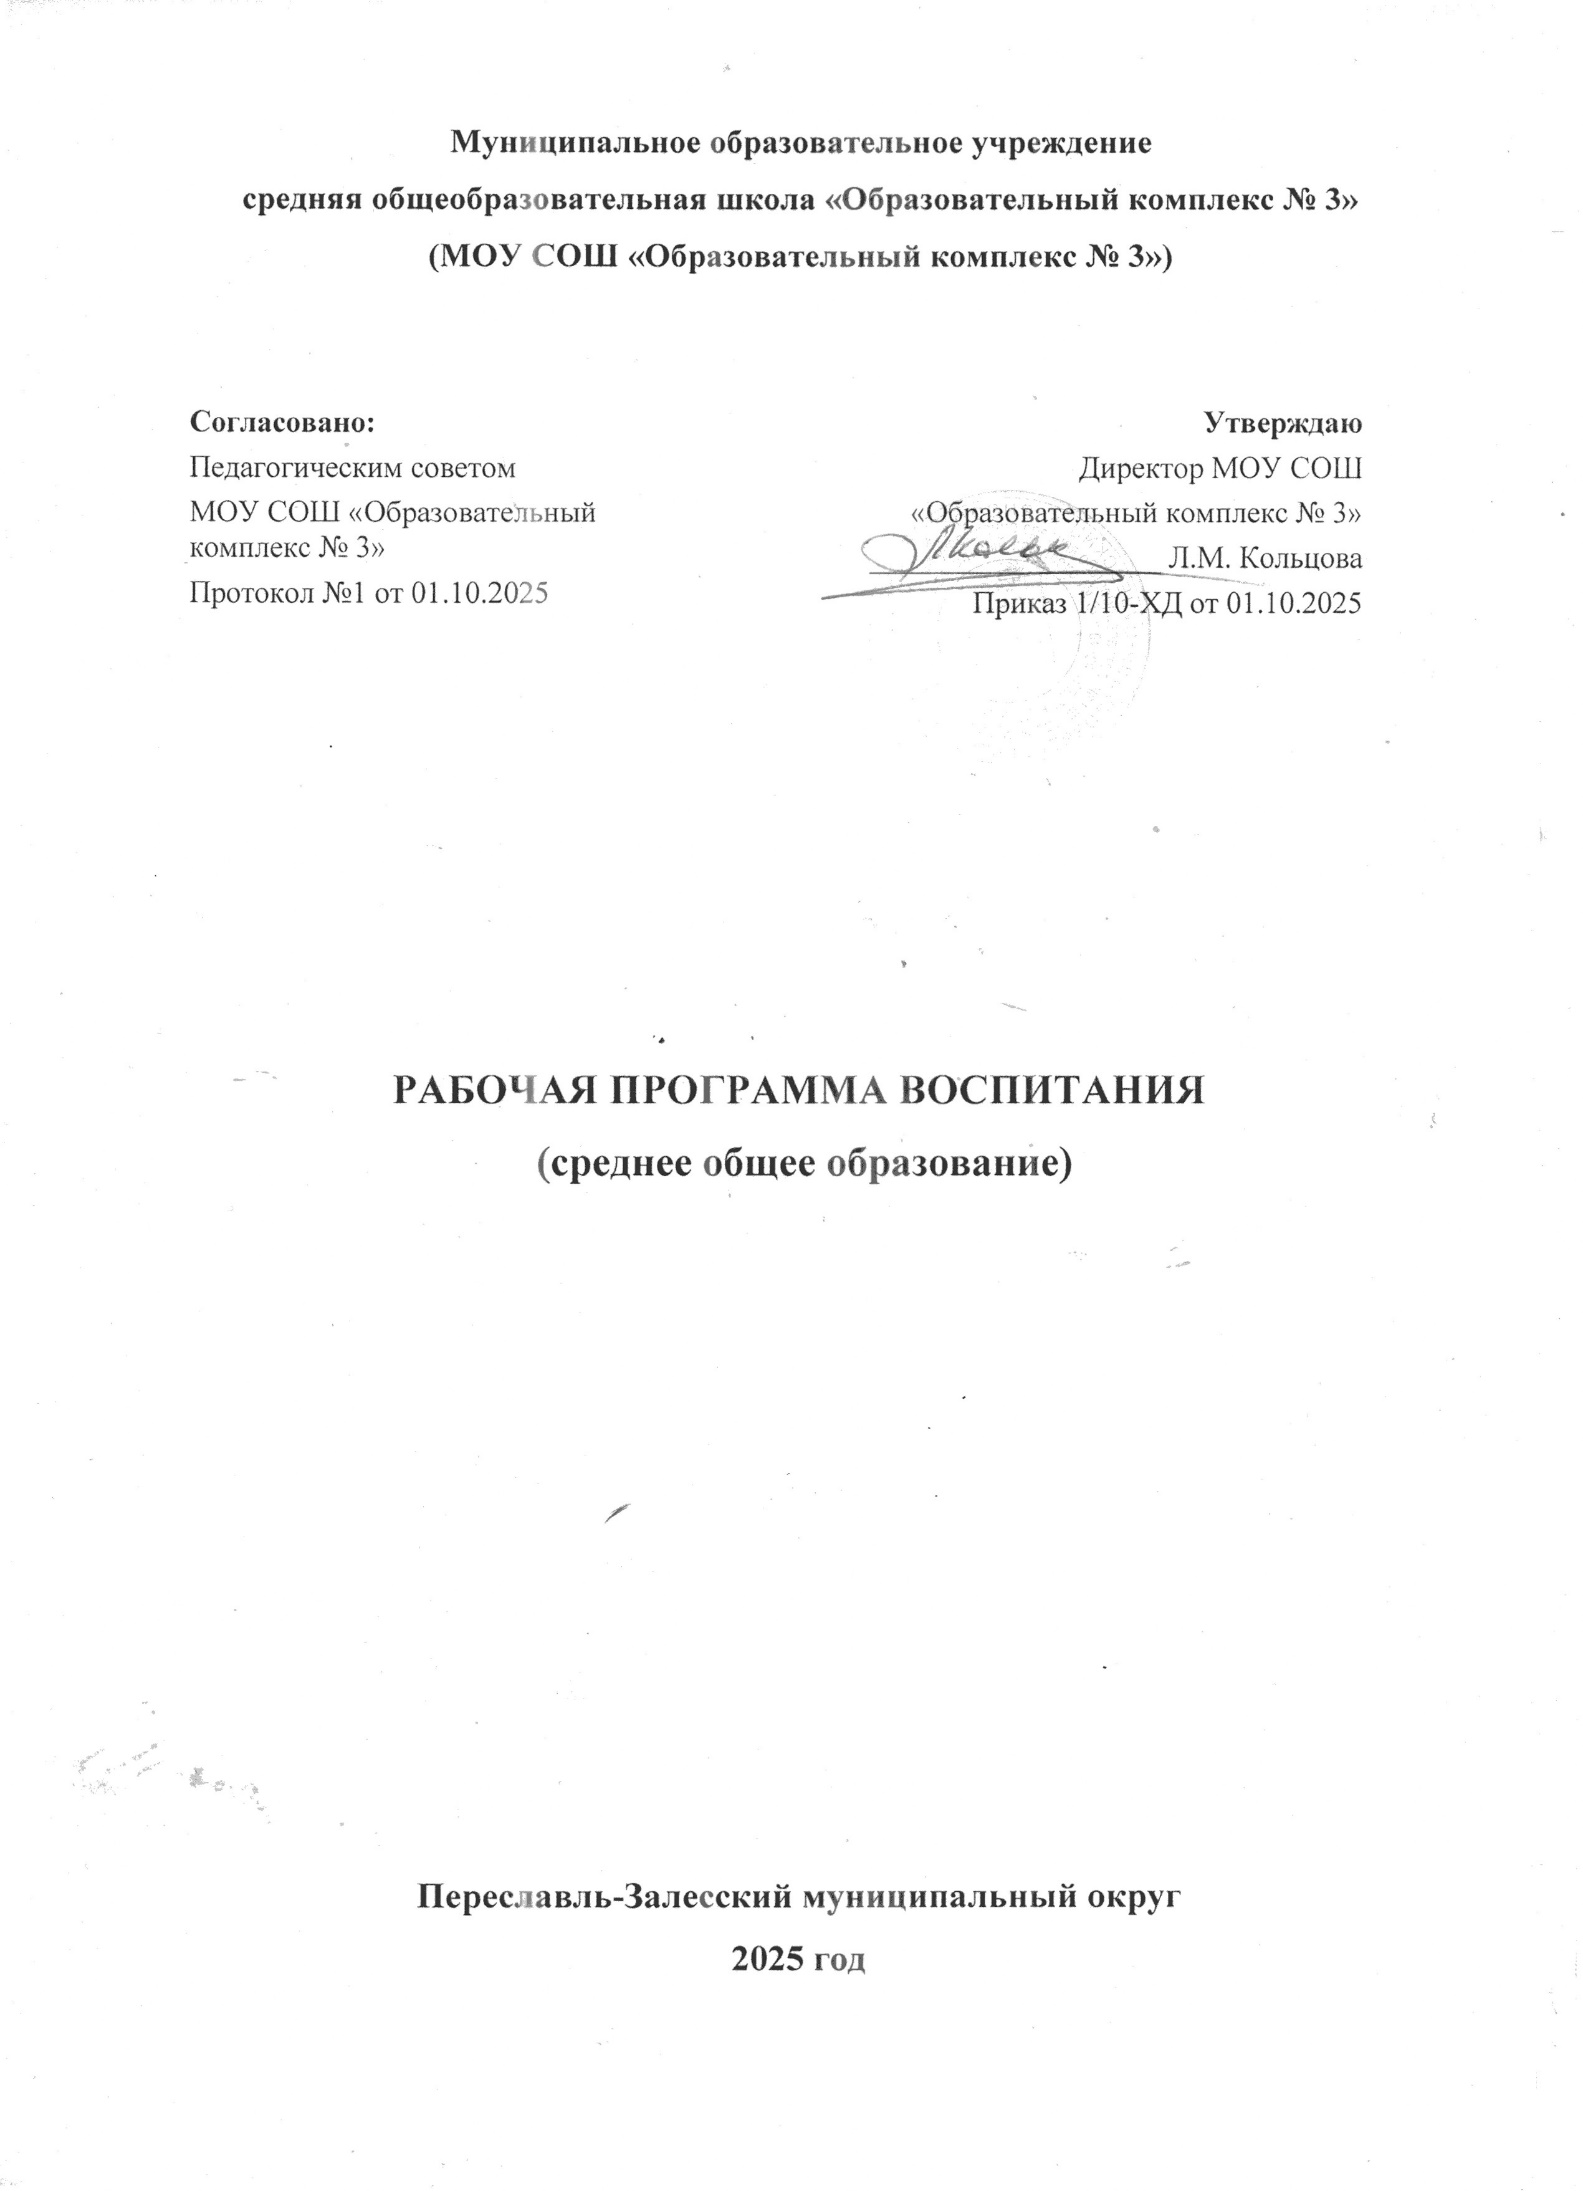 Муниципальное образовательное учреждение
средняя общеобразовательная школа «Образовательный комплекс № 3»
(МОУ СОШ «Образовательный комплекс № 3»)
Согласовано:
Педагогическим советом
МОУ СОШ «Образовательный
комплекс № 3»
Протокол №1 от 01.10.2025
Утверждаю
Директор МОУ СОШ
«Образовательный комплекс № 3»
Л.М. Кольцова
Приказ 1/10-ХД от 01.10.2025
РАБОЧАЯ ПРОГРАММА ВОСПИТАНИЯ
(среднее общее образование)
Переславль-Залесский муниципальный округ
2025 год